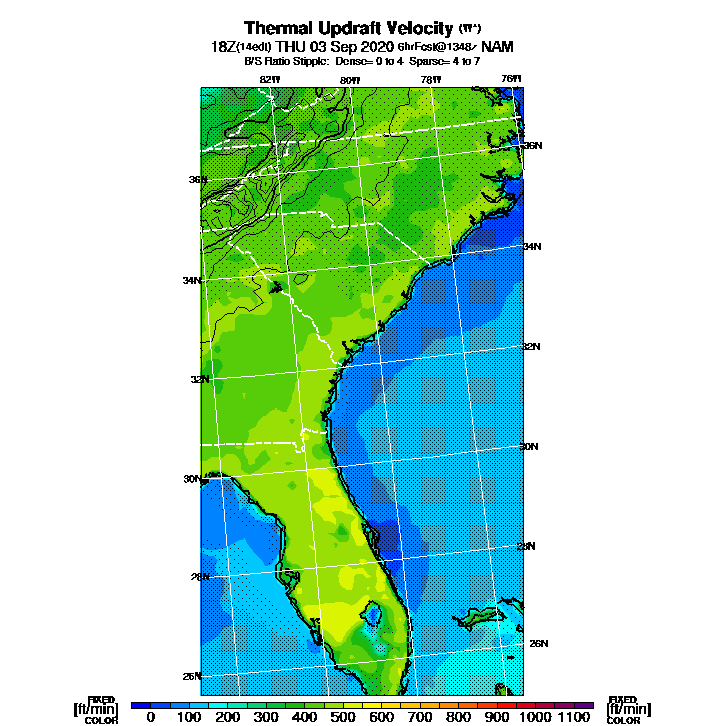 Thermal Updraft Velocity (W*)
18Z(14edt) THU 03 Sep 2020 6hrFcst@1348z NAM
B/S Ratio Stipple: Dense= 0 to 4 Sparse= 4 to 7
82W 80W 78W 76W
36N
36N
34N
34N
32N
32N
30N
30N
28N
28N
26N
26N
FIXED FIXED
[ft/min] [ft/min]
COLOR COLOR
0 100 200 300 400 500 600 700 800 900 1000 1100